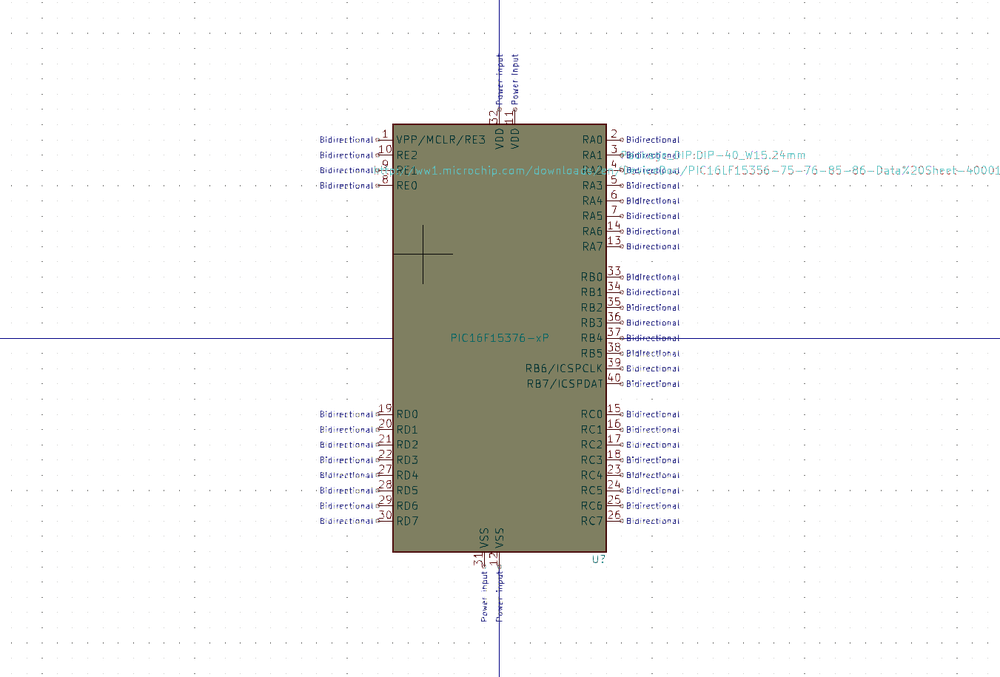 Power Input Power Input
32 11
VDD VDD
Bidirectional 1 VPP/MCLR/RE3 RA0 2 Bidirectional
Bidirectional 10 RE2 RA1 3 Package_DIP:DIP-40_W15.24mm
Bidirectional 9 RE1 RA2 4 http://ww1.microchip.com/downloads/en/DeviceDoc/PIC16LF15356-75-76-85-86-Data%20Sheet-40001
Bidirectional 8 RE0 RA3 5 Bidirectional
RA4 6 Bidirectional
RA5 7 Bidirectional
RA6 14 Bidirectional
RA7 13 Bidirectional
RB0 33 Bidirectional
RB1 34 Bidirectional
RB2 35 Bidirectional
RB3 36 Bidirectional
PIC16F15376-xP RB4 37 Bidirectional
RB5 38 Bidirectional
RB6/ICSPCLK 39 Bidirectional
RB7/ICSPDAT 40 Bidirectional
Bidirectional 19 RD0 RC0 15 Bidirectional
Bidirectional 20 RD1 RC1 16 Bidirectional
Bidirectional 21 RD2 RC2 17 Bidirectional
Bidirectional 22 RD3 RC3 18 Bidirectional
Bidirectional 27 RD4 RC4 23 Bidirectional
Bidirectional 28 RD5 RC5 24 Bidirectional
Bidirectional 29 RD6 RC6 25 Bidirectional
Bidirectional 30 RD7 RC7 26 Bidirectional
VSS VSS
31 12
U?
Power Input Power Input